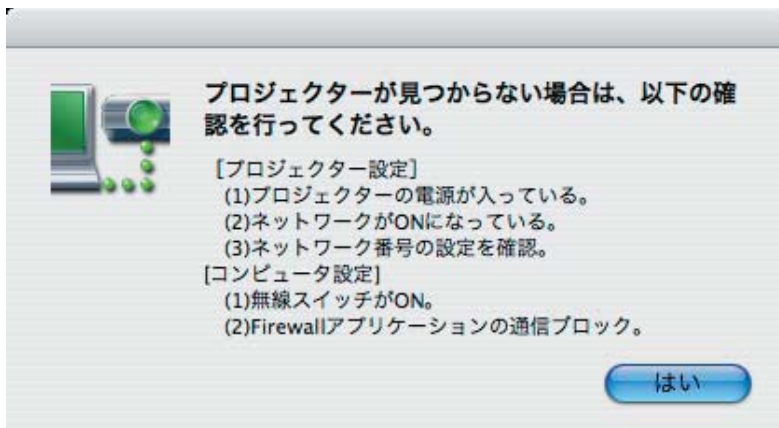 プロジェクターが見つからない場合は、以下の確
認を行ってください。
[プロジェクター設定]
(1)プロジェクターの電源が入っている。
(2)ネットワークがONになっている。
(3)ネットワーク番号の設定を確認。
[コンピュータ設定]
(1)無線スイッチがON。
(2)Firewallアプリケーションの通信ブロック。
はい